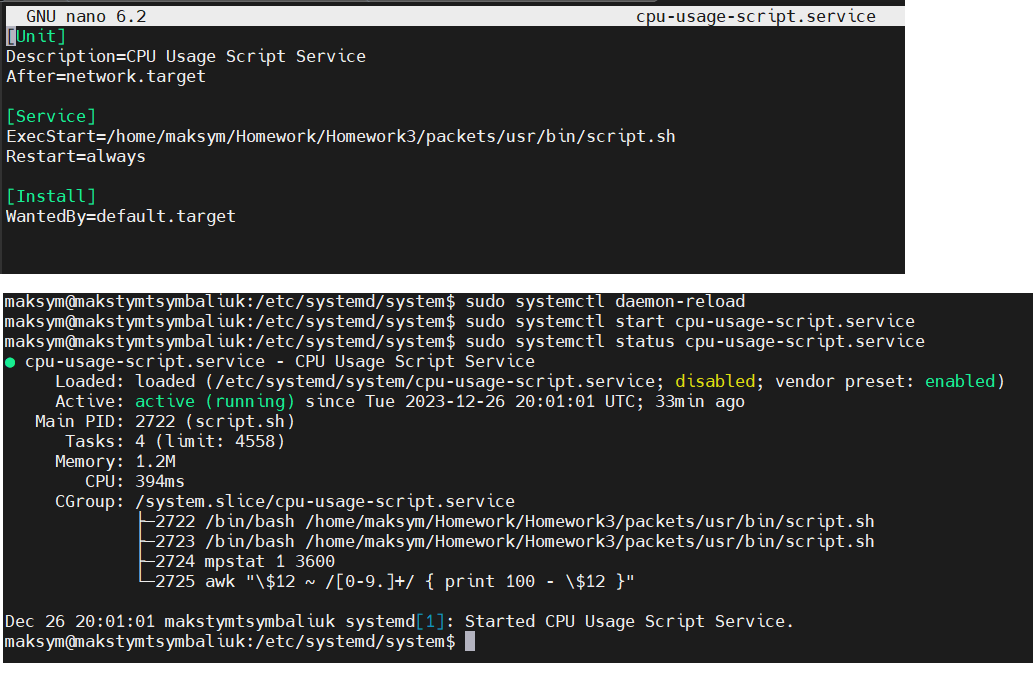 GNU nano 6.2 cpu-usage-script.service
[Unit]
Description=CPU Usage Script Service
After=network.target
[Service]
ExecStart=/home/maksym/Homework/Homework3/packets/usr/bin/script.sh
Restart=always
[Install]
WantedBy=default.target
maksym@makstymtsymbaliuk:/etc/systemd/system$ sudo systemctl daemon-reload
maksym@makstymtsymbaliuk:/etc/systemd/system$ sudo systemctl start cpu-usage-script.service
maksym@makstymtsymbaliuk:/etc/systemd/system$ sudo systemctl status cpu-usage-script.service
● cpu-usage-script.service - CPU Usage Script Service
Loaded: loaded (/etc/systemd/system/cpu-usage-script.service; disabled; vendor preset: enabled)
Active: active (running) since Tue 2023-12-26 20:01:01 UTC; 33min ago
Main PID: 2722 (script.sh)
Tasks: 4 (limit: 4558)
Memory: 1.2M
CPU: 394ms
CGroup: /system.slice/cpu-usage-script.service
├─2722 /bin/bash /home/maksym/Homework/Homework3/packets/usr/bin/script.sh
├─2723 /bin/bash /home/maksym/Homework/Homework3/packets/usr/bin/script.sh
├─2724 mpstat 1 3600
└─2725 awk "\$12 ~ /[0-9.]+/ { print 100 - \$12 }"
Dec 26 20:01:01 makstymtsymbaliuk systemd[1]: Started CPU Usage Script Service.
maksym@makstymtsymbaliuk:/etc/systemd/system$